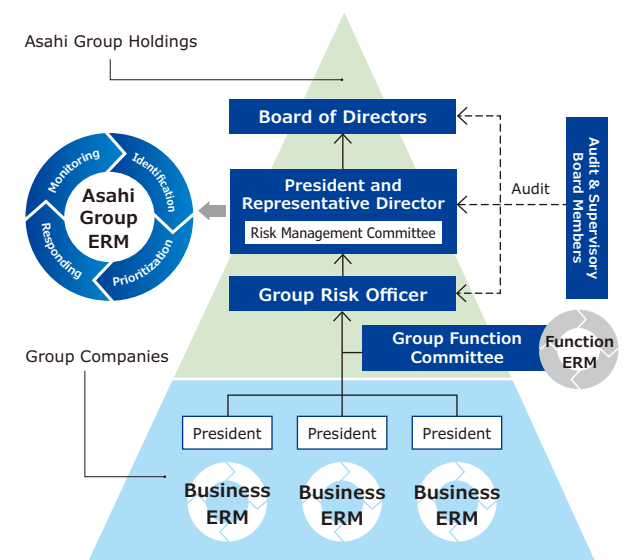 Asahi Group Holdings
Board of Directors
Monitoring
Identification
Responding
Prioritization
Asahi
Group
ERM
President and
Representative Director
Risk Management Committee
Audit
Audit & Supervisory
Board Members
Group Risk Officer
Group Function
Committee
Function
ERM
Group Companies
President
President
President
Business
ERM
Business
ERM
Business
ERM